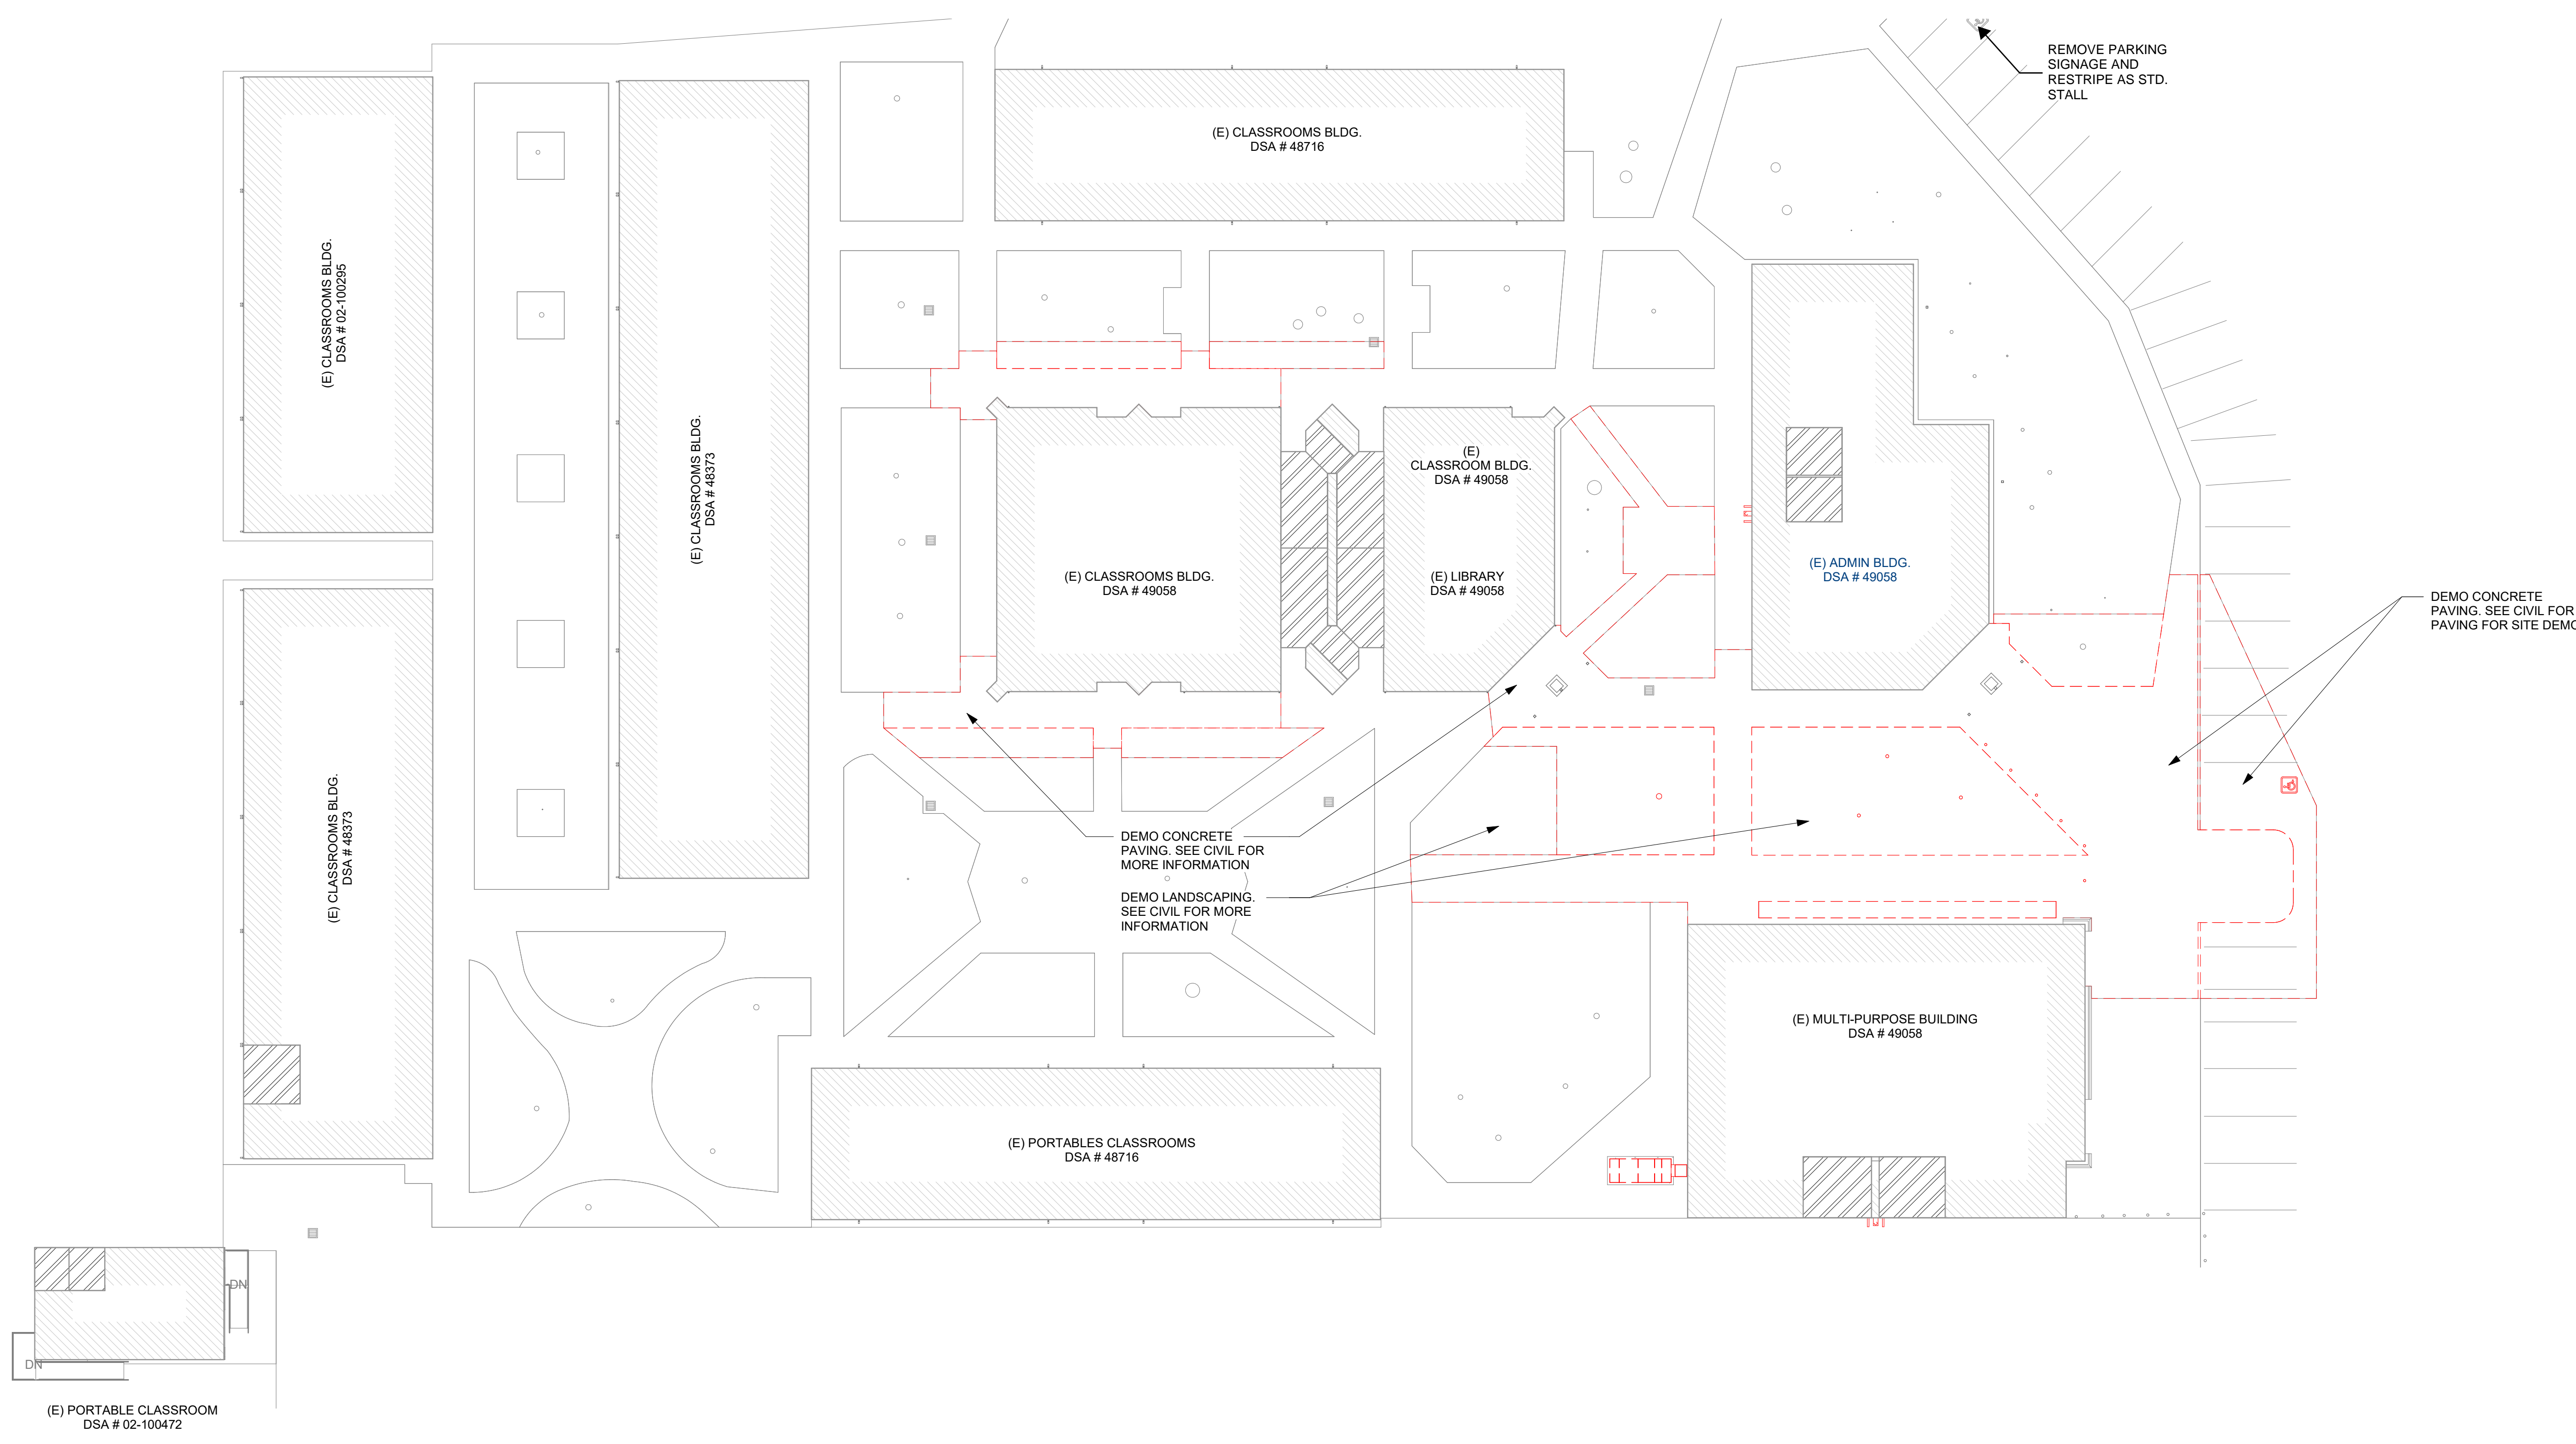 REMOVE PARKING
SIGNAGE AND
RESTRIPE AS STD.
STALL
(E) CLASSROOMS BLDG.
DSA # 48716
(E) CLASSROOMS BLDG.
DSA # 02-100295
(E) CLASSROOMS BLDG.
DSA # 48373
(E)
CLASSROOM BLDG.
DSA # 49058
(E) CLASSROOMS BLDG.
DSA # 49058
(E) LIBRARY
DSA # 49058
(E) ADMIN BLDG.
DSA # 49058
DEMO CONCRETE
PAVING. SEE CIVIL FOR
PAVING FOR SITE DEMO
(E) CLASSROOMS BLDG.
DSA # 48373
DEMO CONCRETE
PAVING. SEE CIVIL FOR
MORE INFORMATION
DEMO LANDSCAPING.
SEE CIVIL FOR MORE
INFORMATION
(E) MULTI-PURPOSE BUILDING
DSA # 49058
(E) PORTABLES CLASSROOMS
DSA # 48716
DN
DN
(E) PORTABLE CLASSROOM
DSA # 02-100472